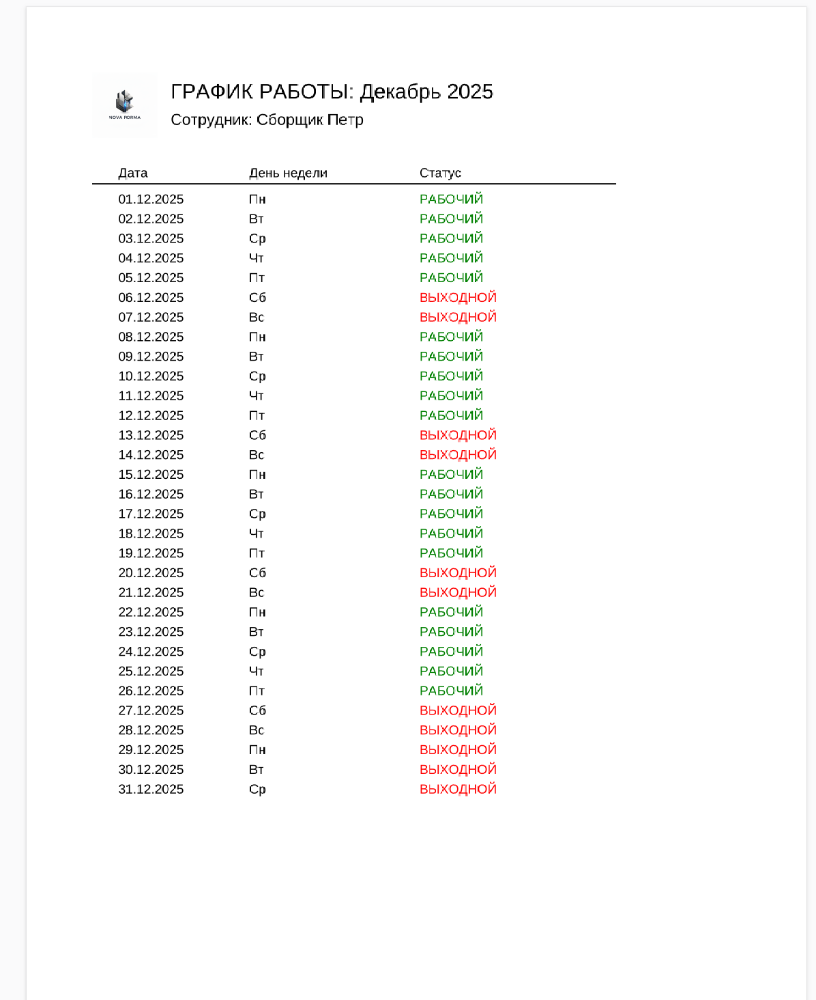 NOVA FORMA
ГРАФИК РАБОТЫ: Декабрь 2025
Сотрудник: Сборщик Петр
Дата День недели Статус
01.12.2025 Пн РАБОЧИЙ
02.12.2025 Вт РАБОЧИЙ
03.12.2025 Ср РАБОЧИЙ
04.12.2025 Чт РАБОЧИЙ
05.12.2025 Пт РАБОЧИЙ
06.12.2025 Сб ВЫХОДНОЙ
07.12.2025 Вс ВЫХОДНОЙ
08.12.2025 Пн РАБОЧИЙ
09.12.2025 Вт РАБОЧИЙ
10.12.2025 Ср РАБОЧИЙ
11.12.2025 Чт РАБОЧИЙ
12.12.2025 Пт РАБОЧИЙ
13.12.2025 Сб ВЫХОДНОЙ
14.12.2025 Вс ВЫХОДНОЙ
15.12.2025 Пн РАБОЧИЙ
16.12.2025 Вт РАБОЧИЙ
17.12.2025 Ср РАБОЧИЙ
18.12.2025 Чт РАБОЧИЙ
19.12.2025 Пт РАБОЧИЙ
20.12.2025 Сб ВЫХОДНОЙ
21.12.2025 Вс ВЫХОДНОЙ
22.12.2025 Пн РАБОЧИЙ
23.12.2025 Вт РАБОЧИЙ
24.12.2025 Ср РАБОЧИЙ
25.12.2025 Чт РАБОЧИЙ
26.12.2025 Пт РАБОЧИЙ
27.12.2025 Сб ВЫХОДНОЙ
28.12.2025 Вс ВЫХОДНОЙ
29.12.2025 Пн ВЫХОДНОЙ
30.12.2025 Вт ВЫХОДНОЙ
31.12.2025 Ср ВЫХОДНОЙ